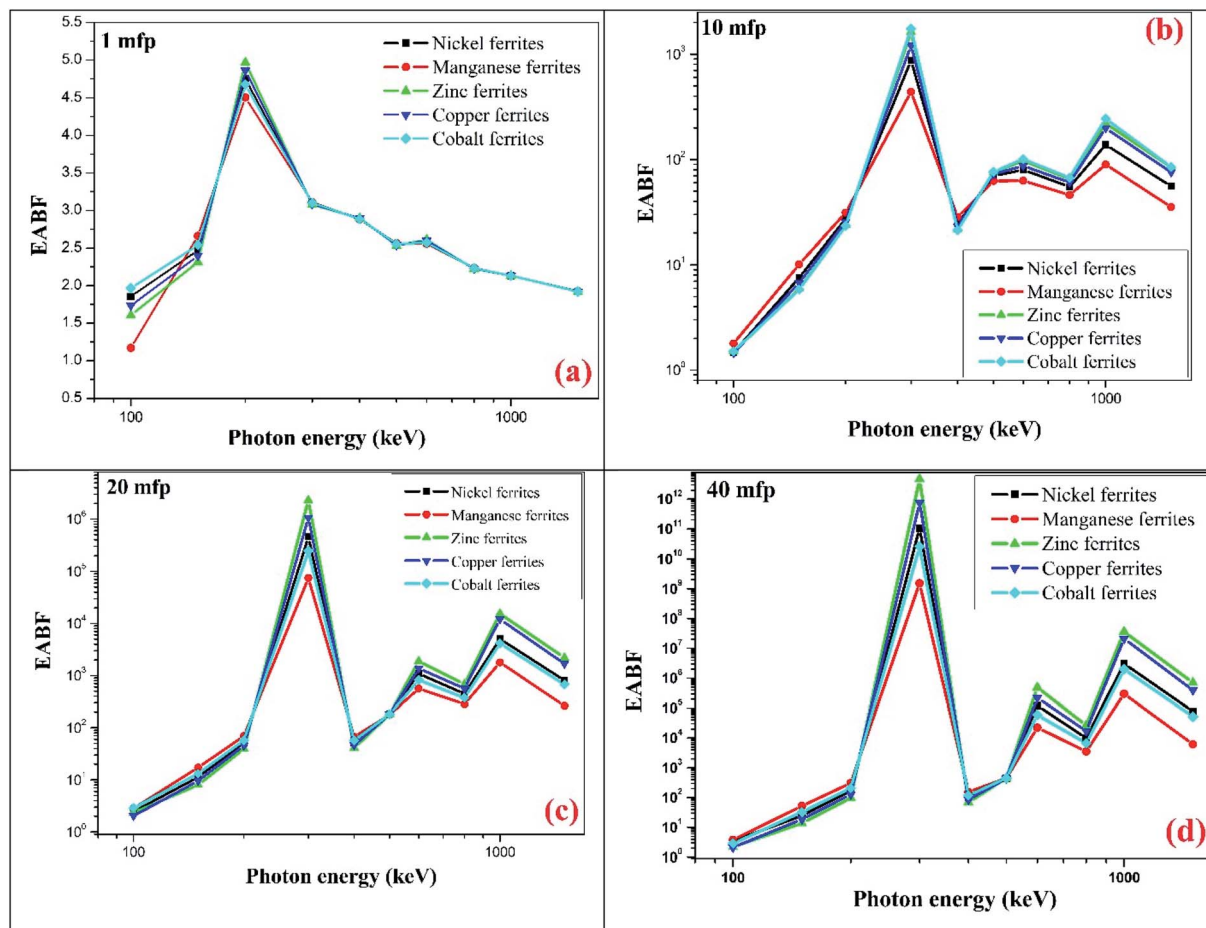 1 mfp
Nickel ferrites
Manganese ferrites
Zinc ferrites
Copper ferrites
Cobalt ferrites
5.5
5.0
4.5
4.0
3.5
3.0
2.5
2.0
1.5
1.0
0.5
EABF
100
1000
Photon energy (keV)
(a)
10 mfp
(b)
10³
10²
10¹
10⁰
EABF
Nickel ferrites
Manganese ferrites
Zinc ferrites
Copper ferrites
Cobalt ferrites
100
1000
Photon energy (keV)
20 mfp
Nickel ferrites
Manganese ferrites
Zinc ferrites
Copper ferrites
Cobalt ferrites
10⁶
10⁵
10⁴
10³
10²
10¹
10⁰
EABF
(c)
100
1000
Photon energy (keV)
40 mfp
Nickel ferrites
Manganese ferrites
Zinc ferrites
Copper ferrites
Cobalt ferrites
10¹²
10¹¹
10¹⁰
10⁹
10⁸
10⁷
10⁶
10⁵
10⁴
10³
10²
10¹
10⁰
EABF
(d)
100
1000
Photon energy (keV)